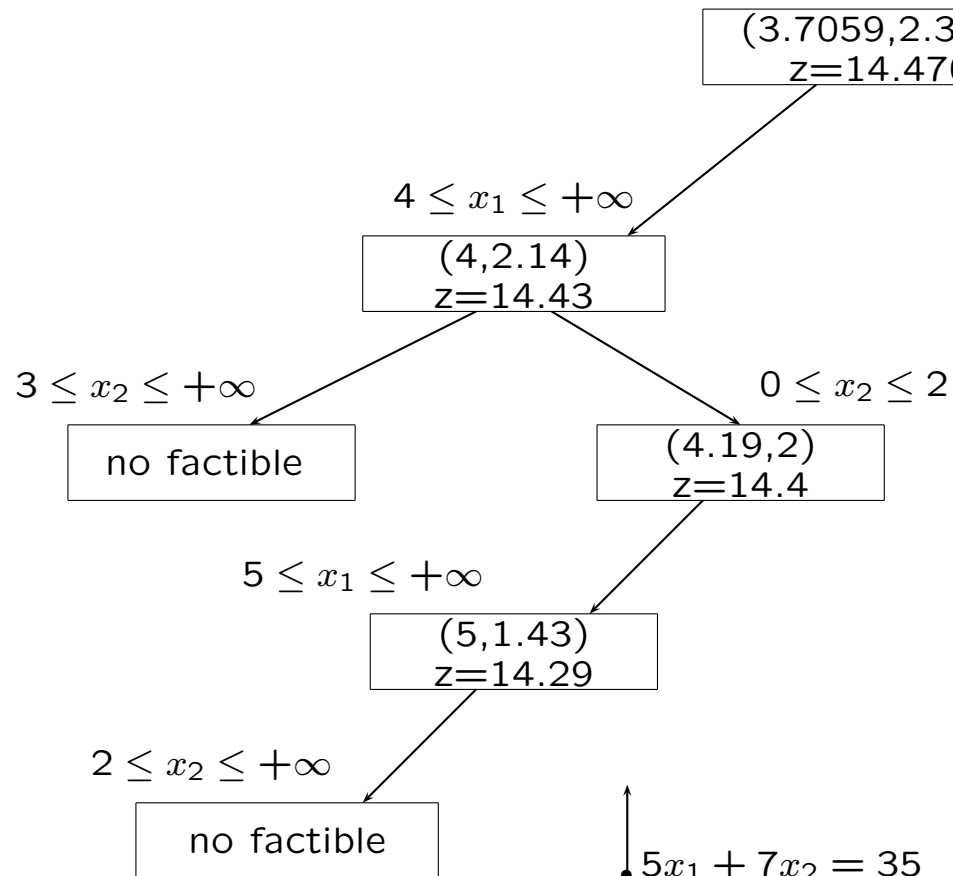 (3.7059,2.3
z=14.470
4 ≤ x₁ ≤ +∞
(4,2.14)
z=14.43
3 ≤ x₂ ≤ +∞
0 ≤ x₂ ≤ 2
no factible
(4.19,2)
z=14.4
5 ≤ x₁ ≤ +∞
(5,1.43)
z=14.29
2 ≤ x₂ ≤ +∞
no factible
5x₁ + 7x₂ = 35